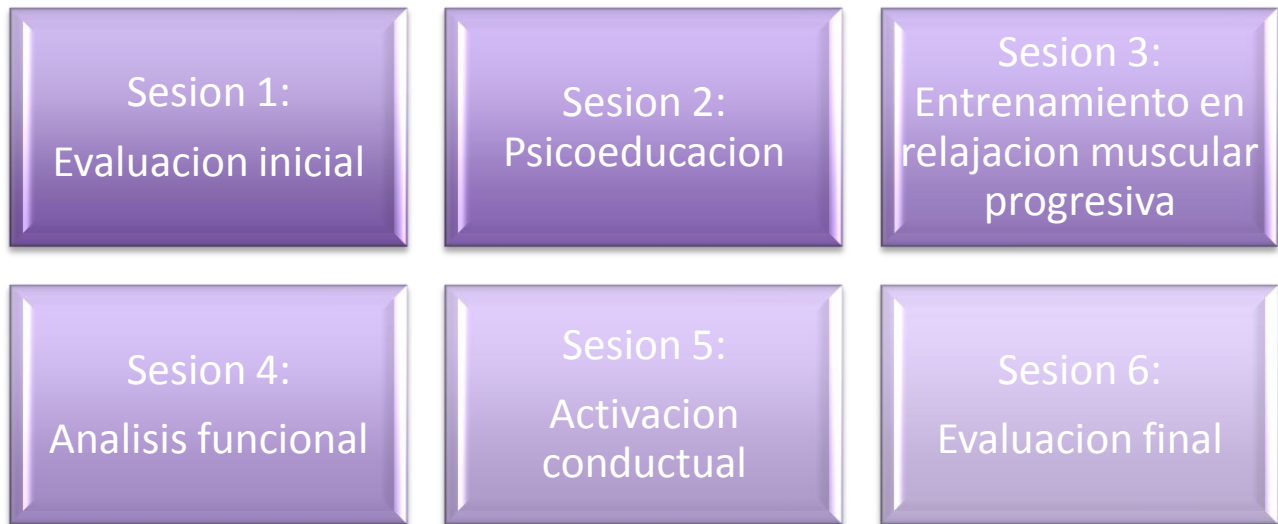 Sesion 1:
Evaluacion inicial
Sesion 2:
Psicoeducacion
Sesion 3:
Entrenamiento en
relajacion muscular
progresiva
Sesion 4:
Analisis funcional
Sesion 5:
Activacion
conductual
Sesion 6:
Evaluacion final